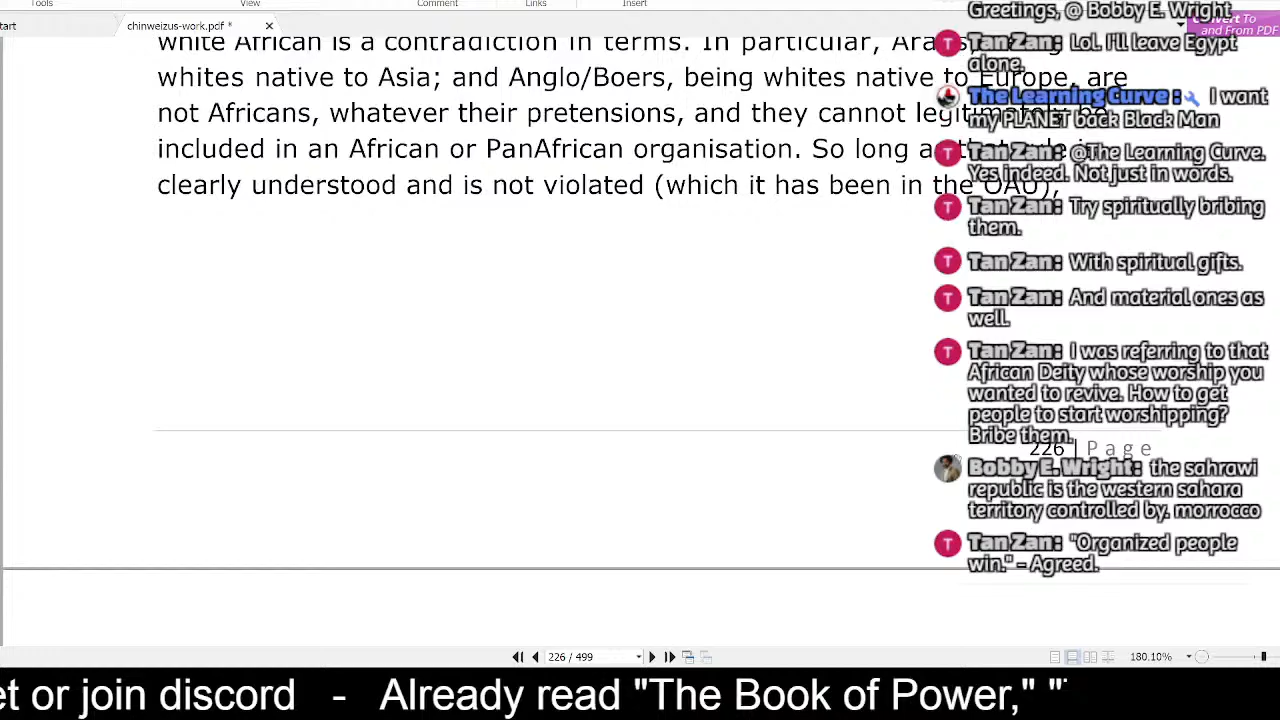 Tools View Comment Links Insert
tart chinweizus-work.pdf *
Convert To
and From PDF
white African is a contradiction in terms. In particular,
whites native to Asia; and Anglo/Boers, being whites native to Europe, are
not Africans, whatever their pretensions, and they cannot
included in an African or PanAfrican organisation. So long as
clearly understood and is not violated (which it has been in the OAU),
226 | Page
Greetings, @ Bobby E. Wright
Tan Zan: Lol. I'll leave Egypt
alone.
The Learning Curve : I want
my PLANET back Black Man
Tan Zan: @The Learning Curve.
Yes indeed. Not just in words.
Tan Zan: Try spiritually bribing
them.
Tan Zan: With spiritual gifts.
Tan Zan: And material ones as
well.
Tan Zan: I was referring to that
African Deity whose worship you
wanted to revive. How to get
people to start worshipping?
Bribe them.
Bobby E. Wright: the sahrawi
republic is the western sahara
territory controlled by. morrocco
Tan Zan: "Organized people
win." - Agreed.
226 / 499
180.10%
et or join discord - Already read "The Book of Power," "